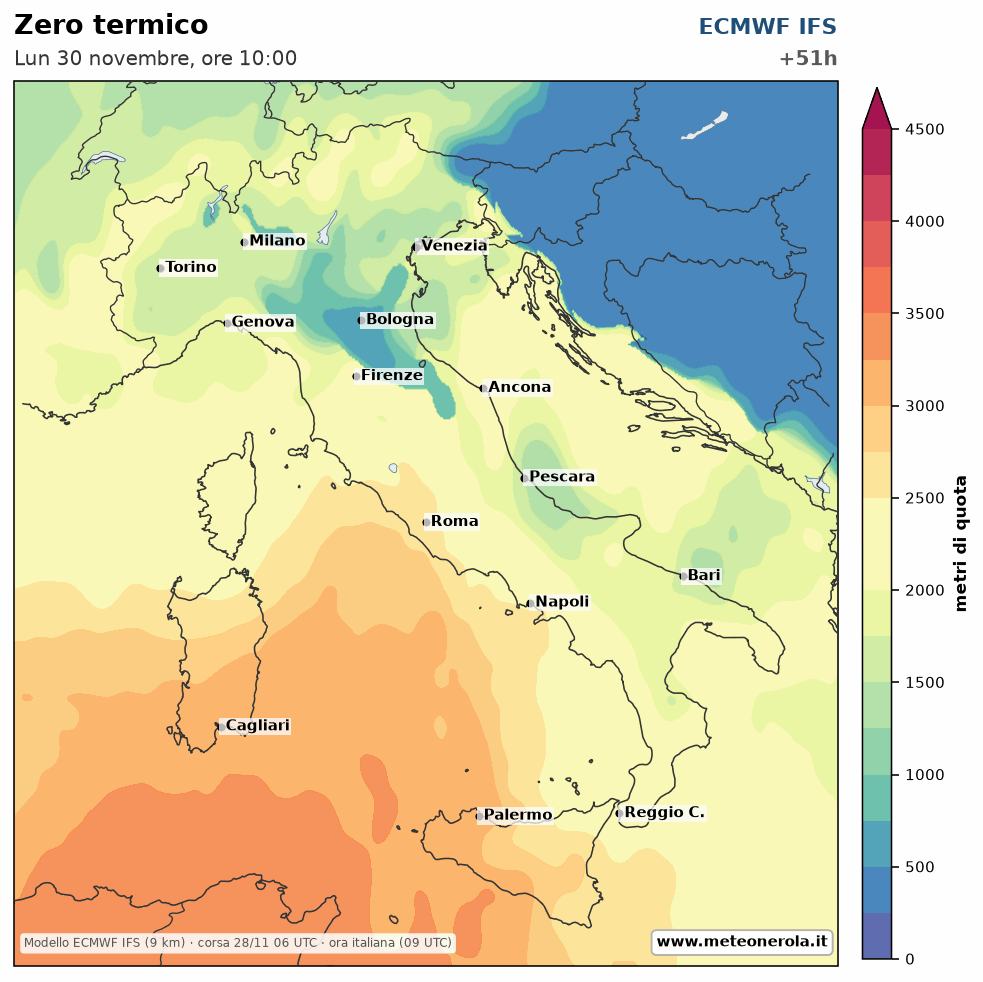 Zero termico
ECMWF IFS
Lun 30 novembre, ore 10:00
+51h
Milano
Venezia
Torino
Genova
Bologna
Firenze
Ancona
Pescara
Roma
Bari
Napoli
Cagliari
Palermo
Reggio C.
4500
4000
3500
3000
2500
2000
1500
1000
500
0
metri di quota
Modello ECMWF IFS (9 km) · corsa 28/11 06 UTC · ora italiana (09 UTC)
www.meteonerola.it